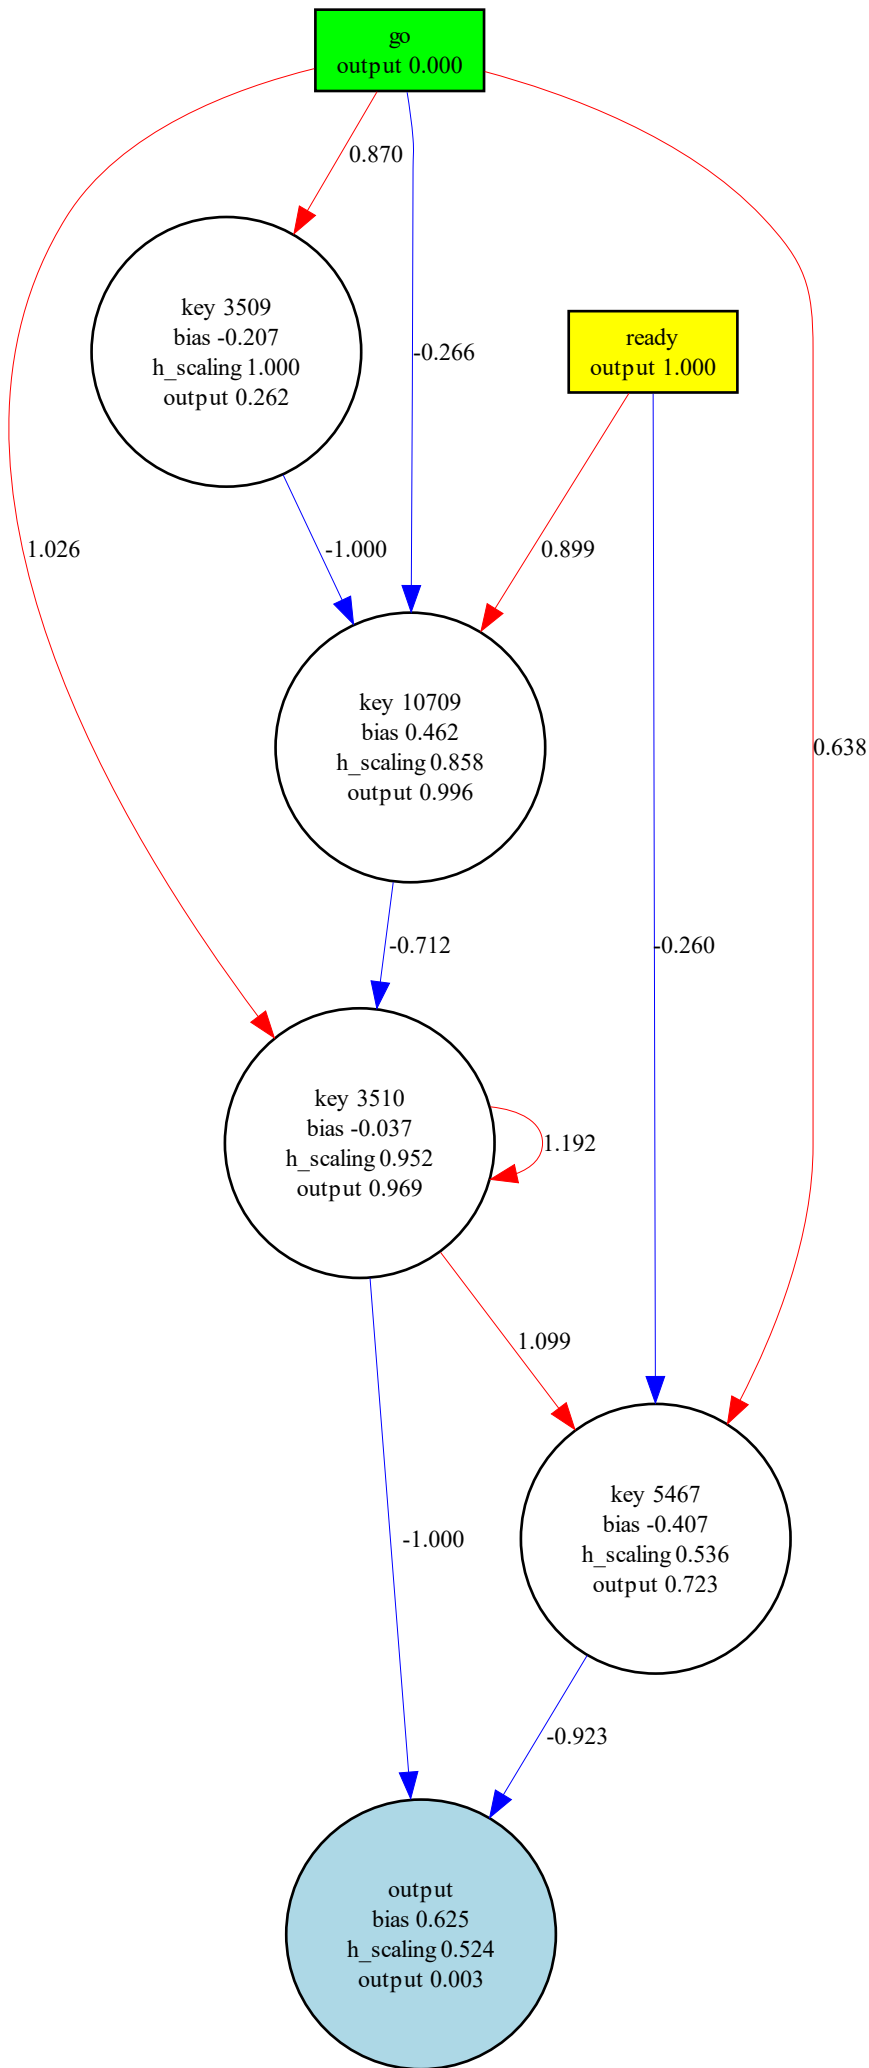 go
output 0.000
0.870
key 3509
bias -0.207
h_scaling 1.000
output 0.262
-0.266
ready
output 1.000
1.026
-1.000
0.899
key 10709
bias 0.462
h_scaling 0.858
output 0.996
0.638
-0.712
-0.260
key 3510
bias -0.037
h_scaling 0.952
output 0.969
1.192
1.099
key 5467
bias -0.407
h_scaling 0.536
output 0.723
-1.000
-0.923
output
bias 0.625
h_scaling 0.524
output 0.003